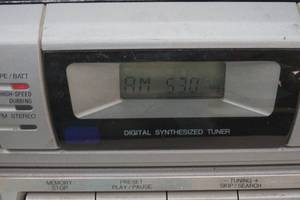 PE/BATT
HIGH-SPEED
DUBBING
FM STEREO
AM 530
DIGITAL SYNTHESIZED TUNER
MEMORY
STOP
PRESET
PLAY/PAUSE
- TUNING +
SKIP/SEARCH